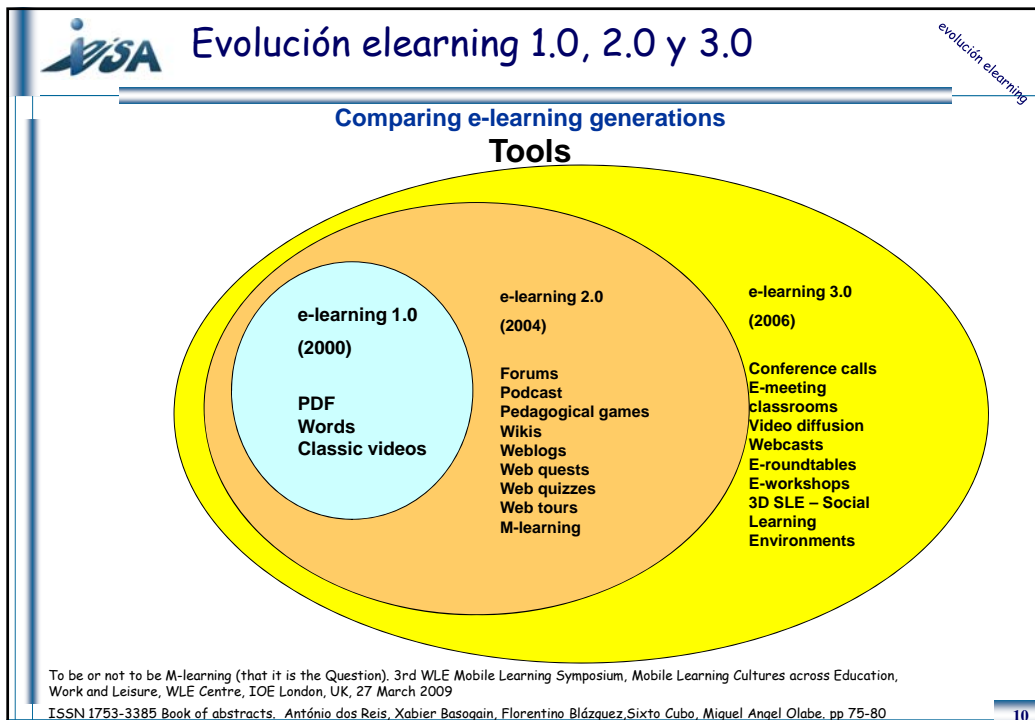 iVISA
Evolución elearning 1.0, 2.0 y 3.0
evolución elearning
Comparing e-learning generations
Tools
e-learning 1.0
(2000)
PDF
Words
Classic videos
e-learning 2.0
(2004)
Forums
Podcast
Pedagogical games
Wikis
Weblogs
Web quests
Web quizzes
Web tours
M-learning
e-learning 3.0
(2006)
Conference calls
E-meeting
classrooms
Video diffusion
Webcasts
E-roundtables
E-workshops
3D SLE – Social
Learning
Environments
To be or not to be M-learning (that it is the Question). 3rd WLE Mobile Learning Symposium, Mobile Learning Cultures across Education,
Work and Leisure, WLE Centre, IOE London, UK, 27 March 2009
ISSN 1753-3385 Book of abstracts. António dos Reis, Xabier Basogain, Florentino Blázquez,Sixto Cubo, Miguel Angel Olabe. pp 75-80
10